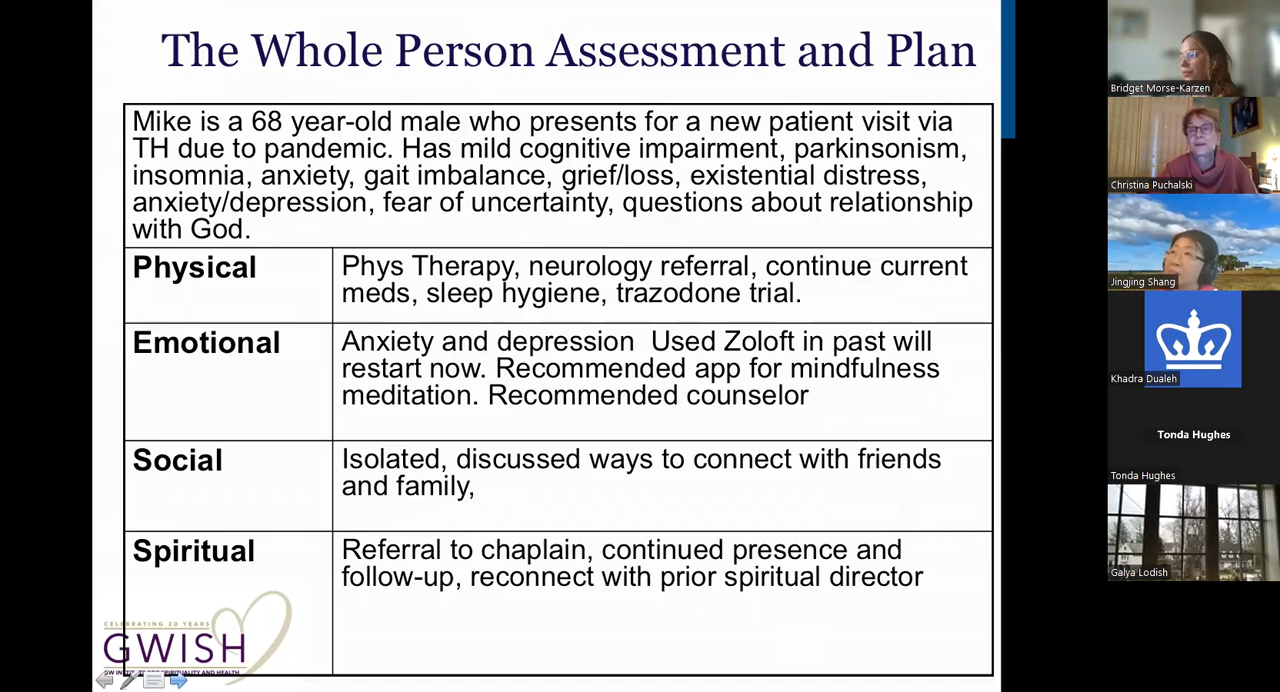 The Whole Person Assessment and Plan
Mike is a 68 year-old male who presents for a new patient visit via
TH due to pandemic. Has mild cognitive impairment, parkinsonism,
insomnia, anxiety, gait imbalance, grief/loss, existential distress,
anxiety/depression, fear of uncertainty, questions about relationship
with God.
Physical
Phys Therapy, neurology referral, continue current
meds, sleep hygiene, trazodone trial.
Emotional
Anxiety and depression  Used Zoloft in past will
restart now. Recommended app for mindfulness
meditation. Recommended counselor
Social
Isolated, discussed ways to connect with friends
and family,
Spiritual
Referral to chaplain, continued presence and
follow-up, reconnect with prior spiritual director
CELEBRATING 20 YEARS
GWISH
GW INSTITUTE FOR SPIRITUALITY AND HEALTH
Bridget Morse-Karzen
Christina Puchalski
Jingjing Shang
Khadra Dualeh
Tonda Hughes
Tonda Hughes
Galya Lodish